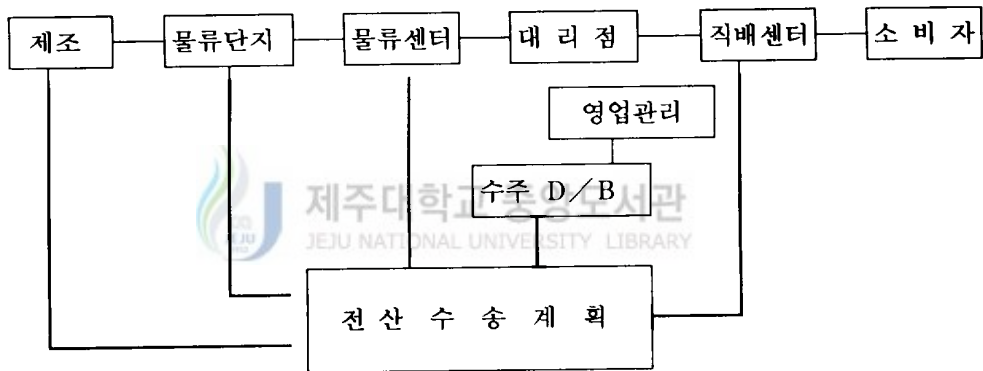 제조
물류단지
물류센터
대 리 점
직배센터
소 비 자
영업관리
수주 D/B
제주대학교 중앙도서관
JEJU NATIONAL UNIVERSITY LIBRARY
전 산 수 송 계 획